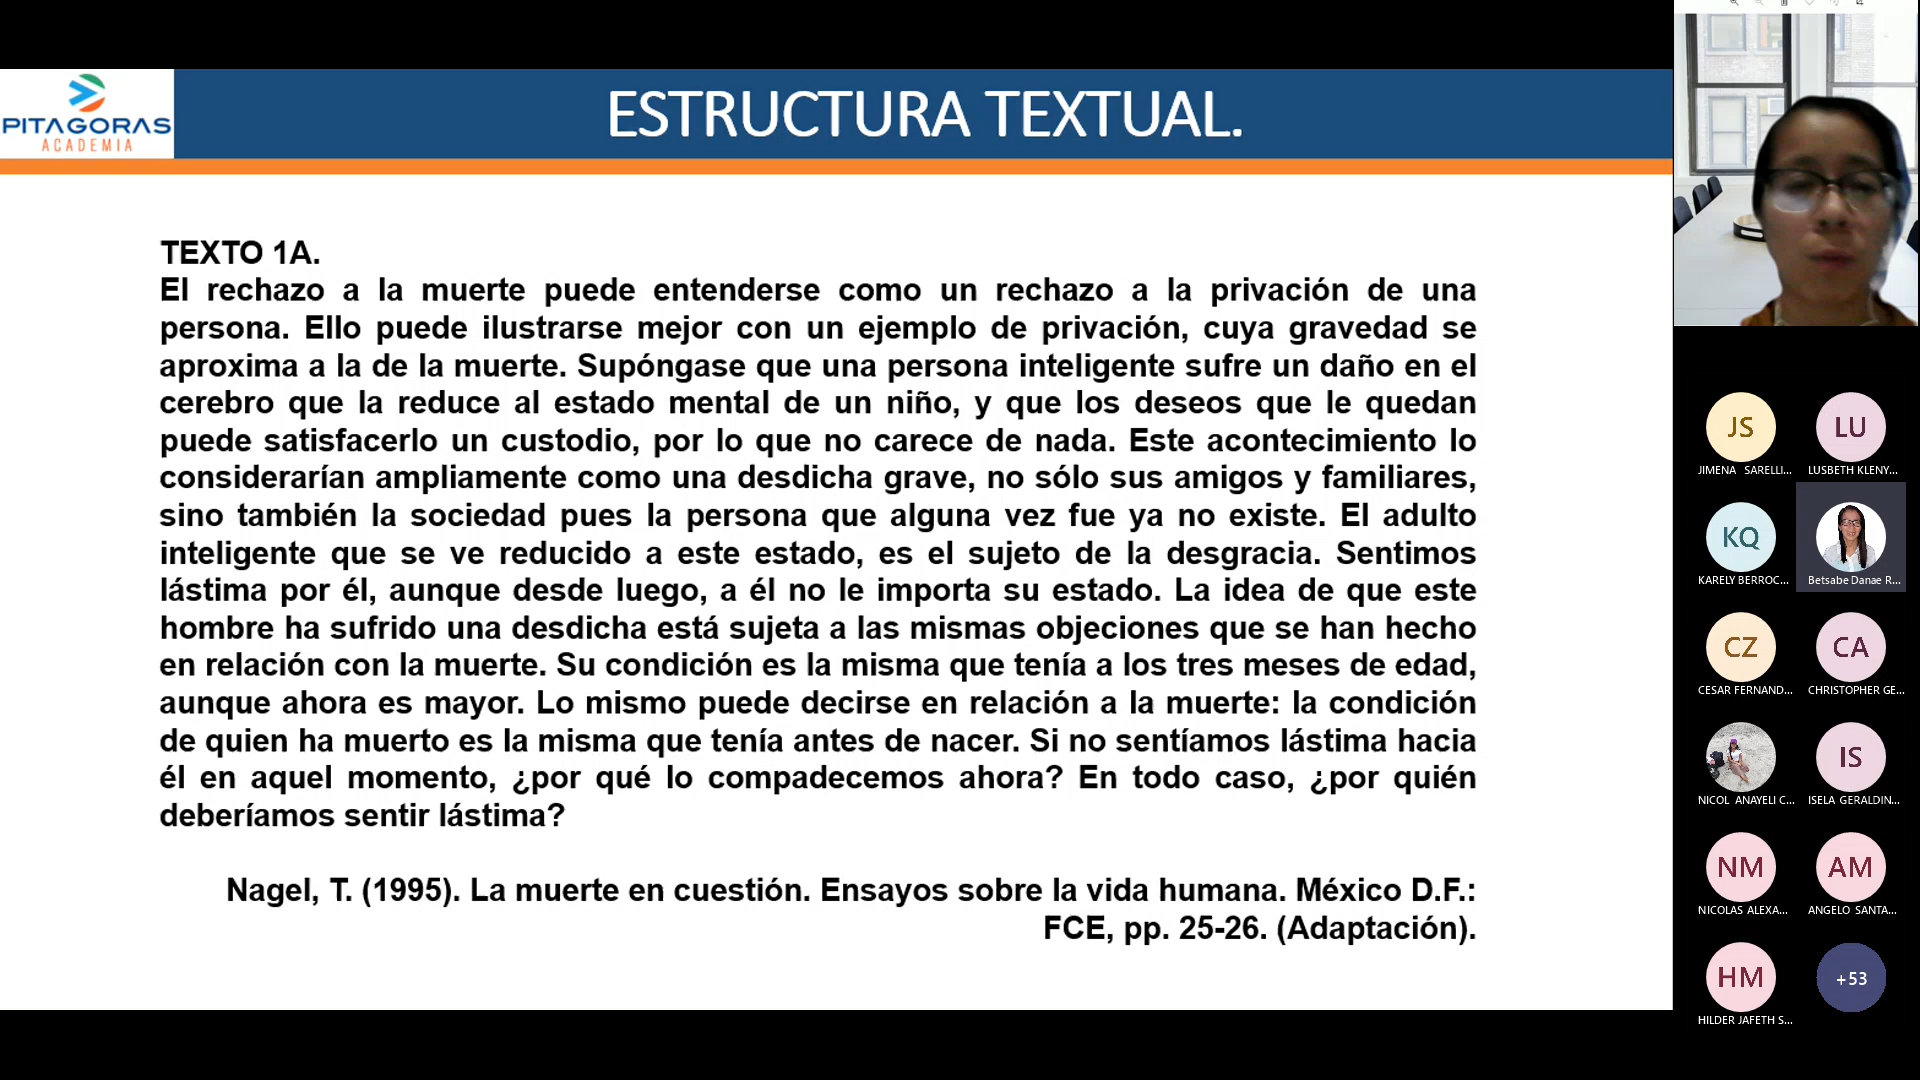 PITAGORAS
ACADEMIA
ESTRUCTURA TEXTUAL.
TEXTO 1A.
El rechazo a la muerte puede entenderse como un rechazo a la privación de una
persona. Ello puede ilustrarse mejor con un ejemplo de privación, cuya gravedad se
aproxima a la de la muerte. Supóngase que una persona inteligente sufre un daño en el
cerebro que la reduce al estado mental de un niño, y que los deseos que le quedan
puede satisfacerlo un custodio, por lo que no carece de nada. Este acontecimiento lo
considerarían ampliamente como una desdicha grave, no sólo sus amigos y familiares,
sino también la sociedad pues la persona que alguna vez fue ya no existe. El adulto
inteligente que se ve reducido a este estado, es el sujeto de la desgracia. Sentimos
lástima por él, aunque desde luego, a él no le importa su estado. La idea de que este
hombre ha sufrido una desdicha está sujeta a las mismas objeciones que se han hecho
en relación con la muerte. Su condición es la misma que tenía a los tres meses de edad,
aunque ahora es mayor. Lo mismo puede decirse en relación a la muerte: la condición
de quien ha muerto es la misma que tenía antes de nacer. Si no sentíamos lástima hacia
él en aquel momento, ¿por qué lo compadecemos ahora? En todo caso, ¿por quién
deberíamos sentir lástima?
Nagel, T. (1995). La muerte en cuestión. Ensayos sobre la vida humana. México D.F.:
FCE, pp. 25-26. (Adaptación).
JS
LU
JIMENA SARELLI...
LUSBETH KLENY...
KQ
KARELY BERROC...
Betsabe Danae R...
CZ
CA
CESAR FERNAND...
CHRISTOPHER GE...
IS
NICOL ANAYELI C...
ISELA GERALDIN...
NM
AM
NICOLAS ALEXA...
ANGELO SANTA...
HM
+53
HILDER JAFETH S...